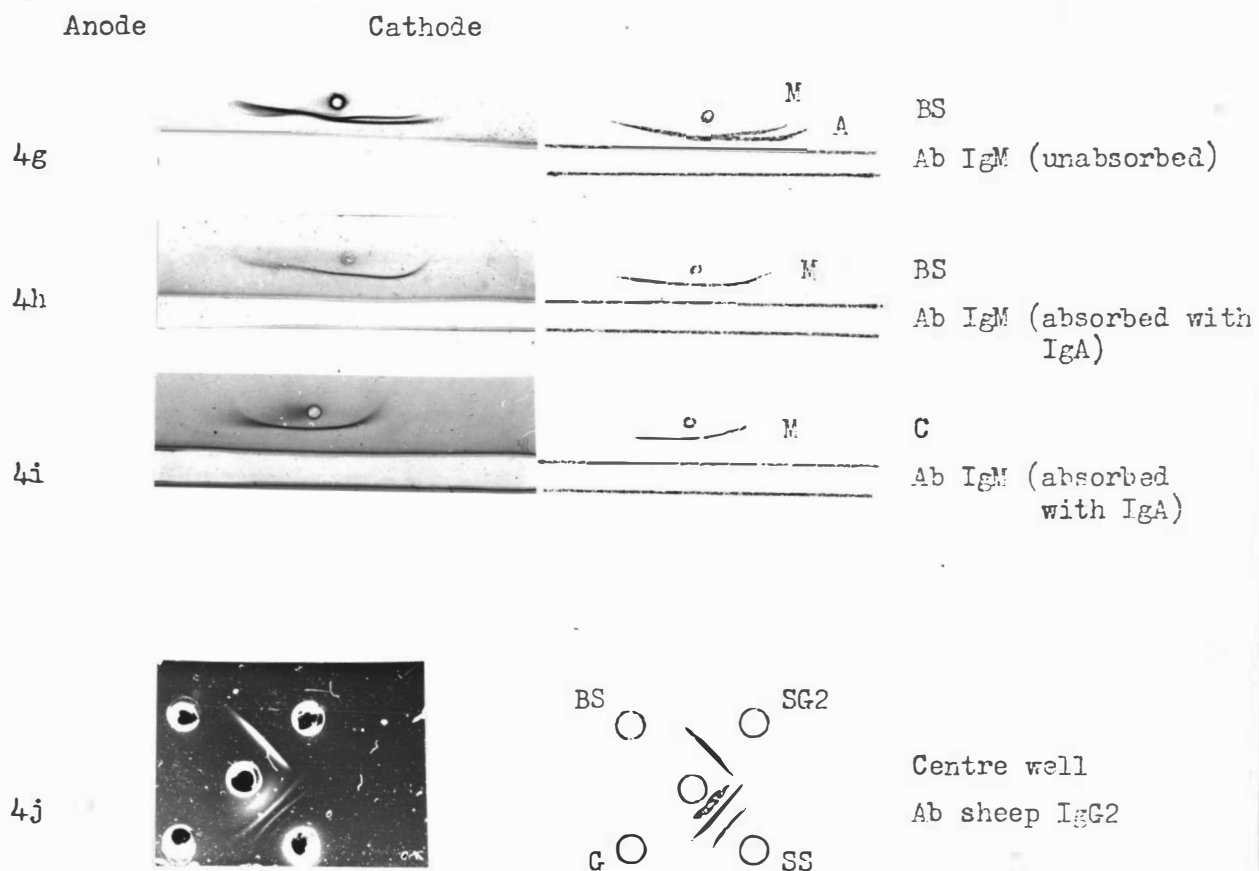 Anode Cathode
4g
M
A
BS
Ab IgM (unabsorbed)
4h
M
BS
Ab IgM (absorbed with
IgA)
4i
M
C
Ab IgM (absorbed
with IgA)
4j
BS
SG2
G
SS
Centre well
Ab sheep IgG2